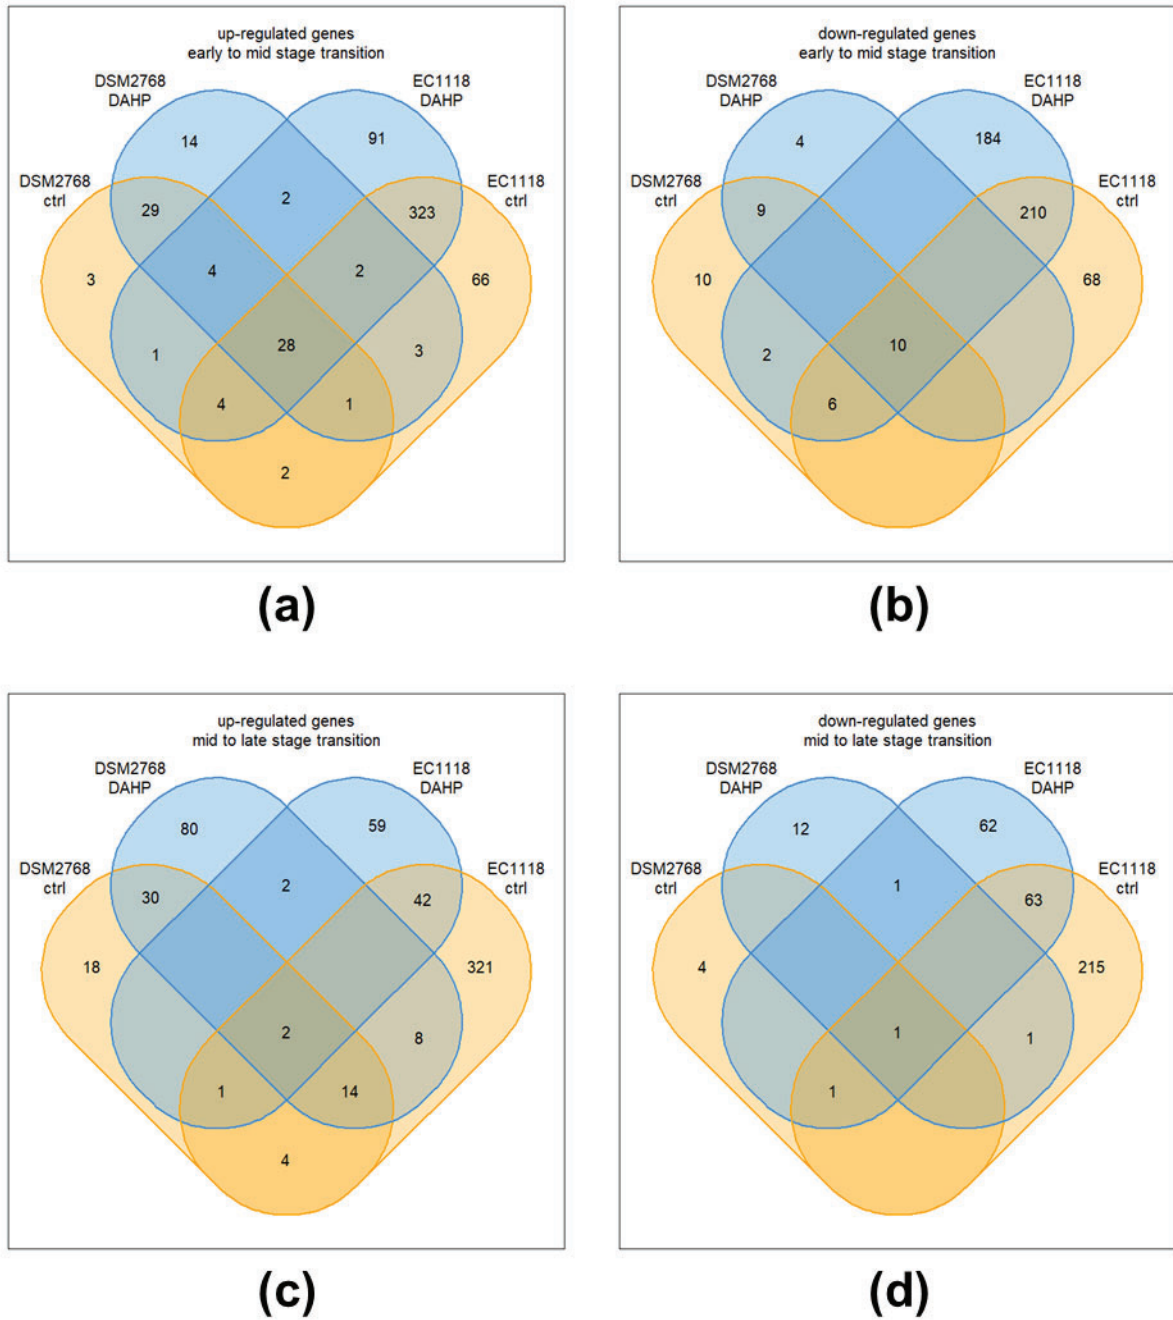 up-regulated genes
early to mid stage transition
DSM2768
DAHP
EC1118
DAHP
DSM2768
ctrl
EC1118
ctrl
14
91
29
2
323
3
4
2
66
1
28
3
4
1
2
(a)
down-regulated genes
early to mid stage transition
DSM2768
DAHP
EC1118
DAHP
DSM2768
ctrl
EC1118
ctrl
4
184
9
210
10
68
2
10
6
(b)
up-regulated genes
mid to late stage transition
DSM2768
DAHP
EC1118
DAHP
DSM2768
ctrl
EC1118
ctrl
80
59
30
2
42
18
321
2
8
1
14
4
(c)
down-regulated genes
mid to late stage transition
DSM2768
DAHP
EC1118
DAHP
DSM2768
ctrl
EC1118
ctrl
12
62
1
63
4
215
1
1
1
(d)